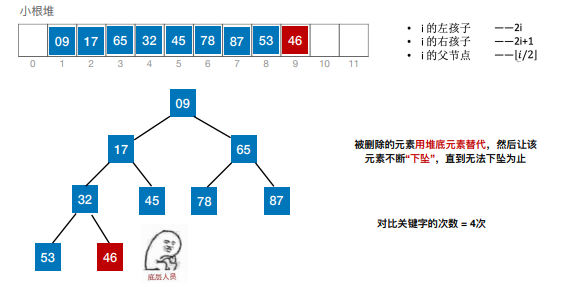 小根堆
09 17 65 32 45 78 87 53 46
0 1 2 3 4 5 6 7 8 9 10 11
• i 的左孩子 ——2i
• i 的右孩子 ——2i+1
• i 的父节点 ——⌊i/2⌋
09
17 65
32 45 78 87
53 46
底层人员
被删除的元素用堆底元素替代，然后让该
元素不断“下坠”，直到无法下坠为止
对比关键字的次数 = 4次